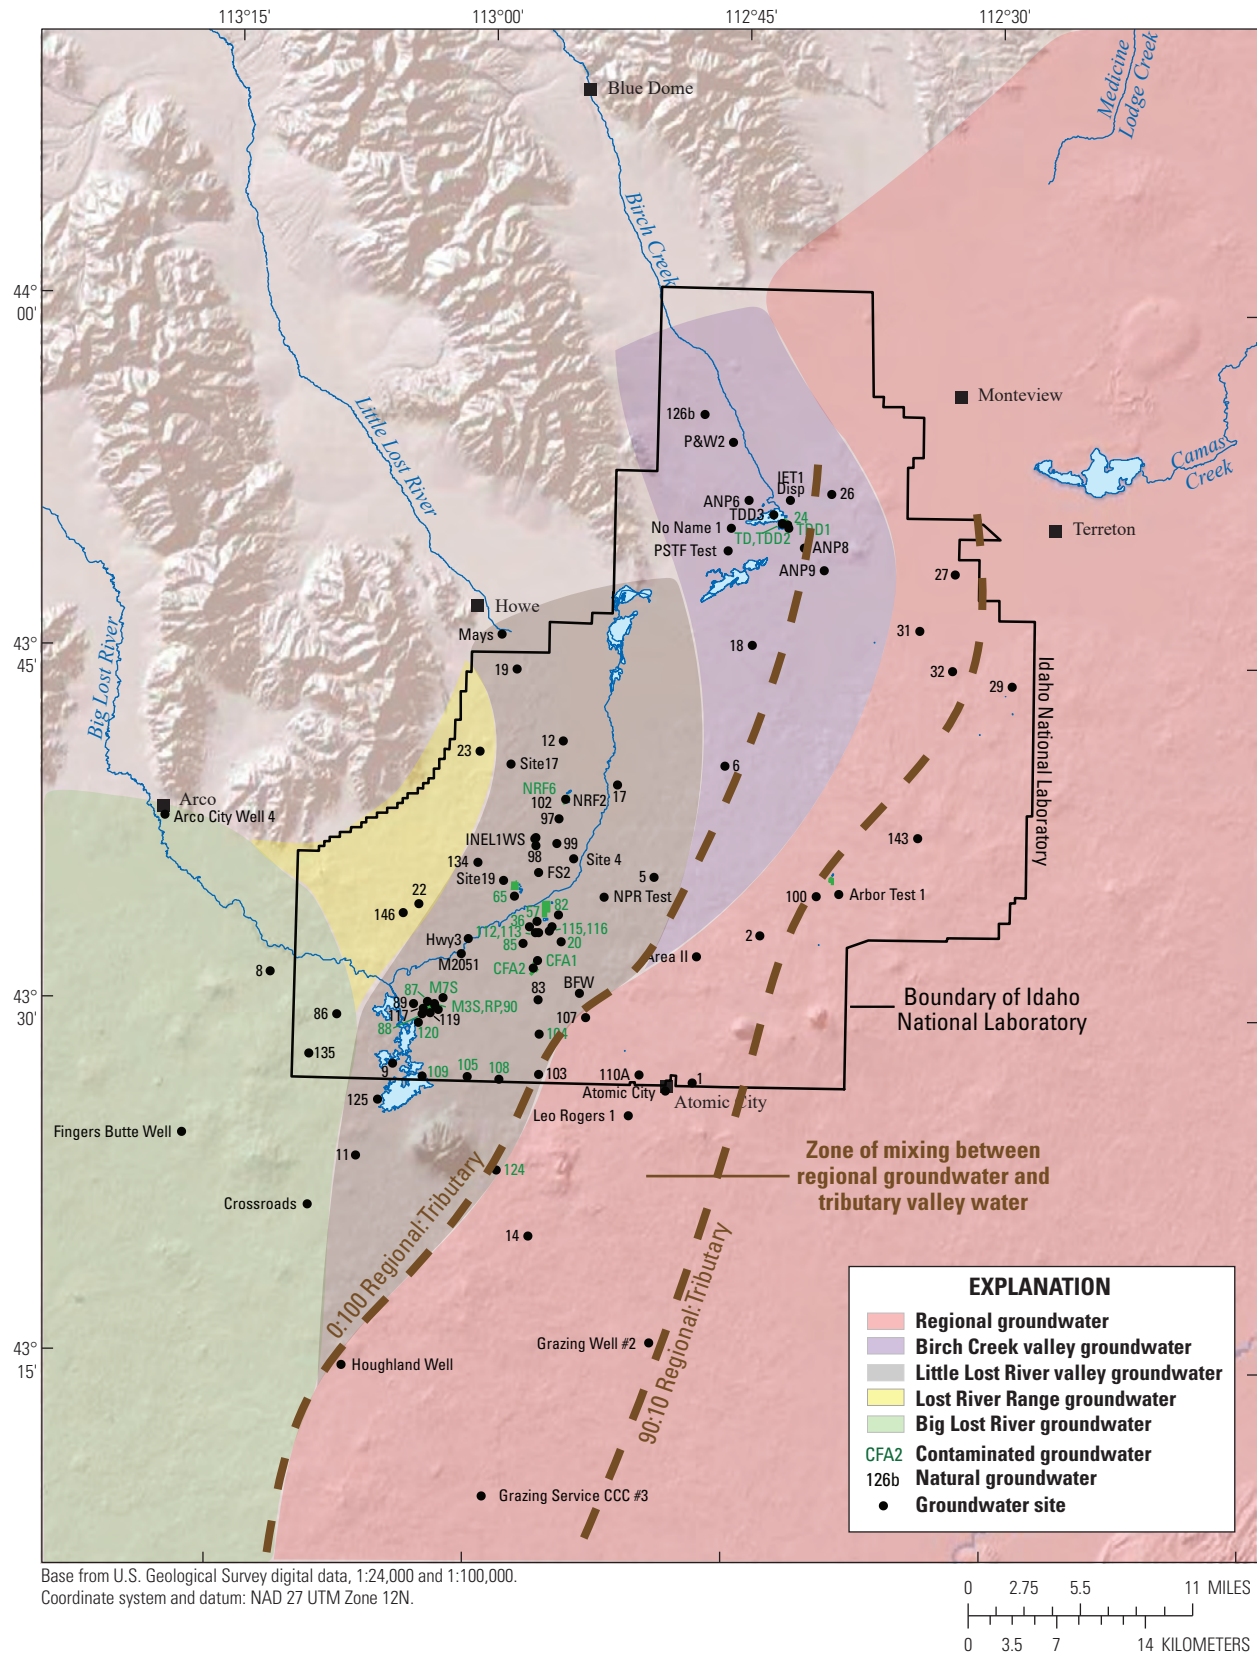 113°15'
113°00'
112°45'
112°30'
Medicine
Lodge Creek
Blue Dome
Birch Creek
44°
00'
Little Lost River
Monteview
126b
P&W2
Camas
Creek
IET1
Disp
26
ANP6
TDD3
24
TDD1
No Name 1
TD,TDD2
Terreton
PSTF Test
ANP8
ANP9
27
Howe
Mays
31
43°
45'
18
19
32
29
Big Lost River
Idaho National Laboratory
12
23
Site17
6
NRF6
17
102
NRF2
Arco
Arco City Well 4
97
INEL1WS
99
143
98
Site 4
134
FS2
Site19
5
65
NPR Test
100
Arbor Test 1
22
57
82
146
36
112,113
115,116
Hwy3
85
20
2
M2051
CFA1
Area II
8
CFA2
87
M7S
83
BFW
43°
30'
89
M3S,RP,90
86
117
119
107
88
120
104
Boundary of Idaho
National Laboratory
135
9
109
105
108
103
110A
1
Atomic City
Atomic City
125
Leo Rogers 1
Fingers Butte Well
11
Zone of mixing between
regional groundwater and
tributary valley water
124
Crossroads
14
0:100 Regional:Tributary
90:10 Regional:Tributary
43°
15'
Grazing Well #2
Houghland Well
Grazing Service CCC #3
EXPLANATION
Regional groundwater
Birch Creek valley groundwater
Little Lost River valley groundwater
Lost River Range groundwater
Big Lost River groundwater
CFA2 Contaminated groundwater
126b Natural groundwater
Groundwater site
Base from U.S. Geological Survey digital data, 1:24,000 and 1:100,000.
Coordinate system and datum: NAD 27 UTM Zone 12N.
0 2.75 5.5 11 MILES
0 3.5 7 14 KILOMETERS